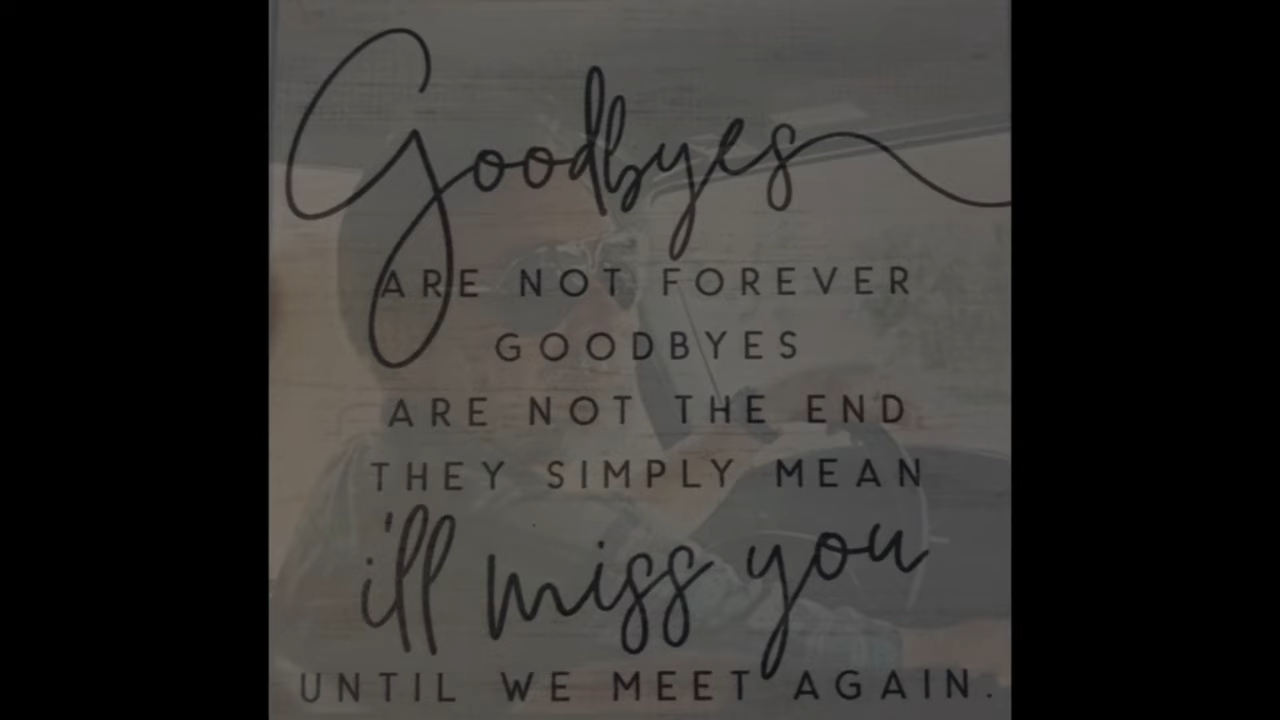 Goodbyes
ARE NOT FOREVER
GOODBYES
ARE NOT THE END
THEY SIMPLY MEAN
i'll miss you
UNTIL WE MEET AGAIN.